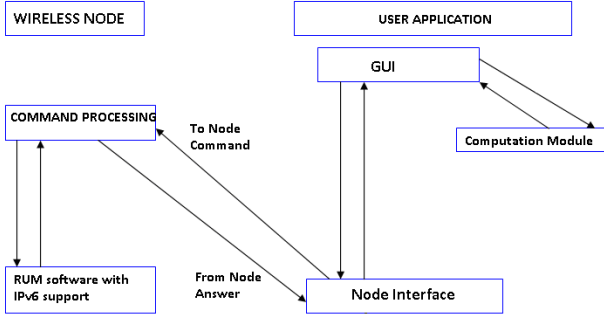 WIRELESS NODE
USER APPLICATION
GUI
COMMAND PROCESSING
To Node
Command
Computation Module
RUM software with
IPv6 support
From Node
Answer
Node Interface